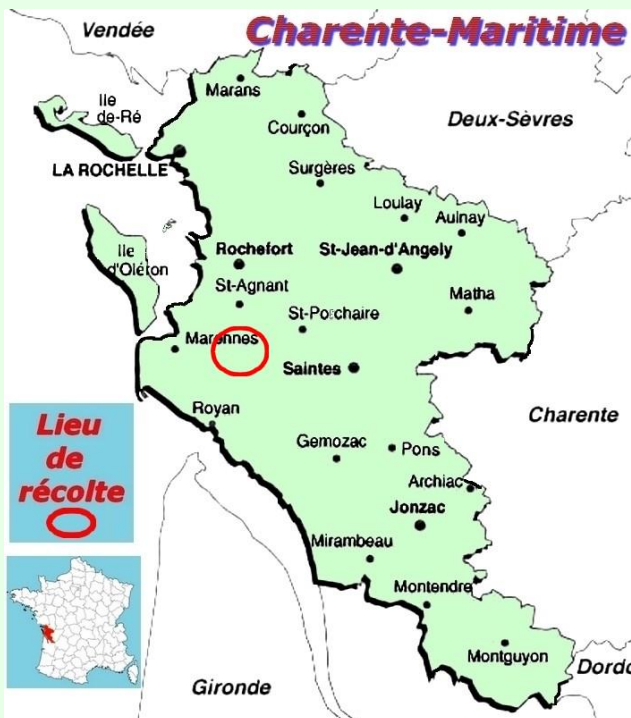 Charente-Maritime
Vendée
Marans
Ile
de-Ré
Courçon
Deux-Sèvres
LA ROCHELLE
Surgères
Loulay
Aulnay
Ile
d'Oléron
Rochefort
St-Jean-d'Angely
St-Agnant
Matha
St-Porchaire
Marennes
Saintes
Royan
Charente
Lieu
de
récolte
Gemozac
Pons
Archiac
Jonzac
Mirambeau
Montendre
Montguyon
Gironde
Dordo